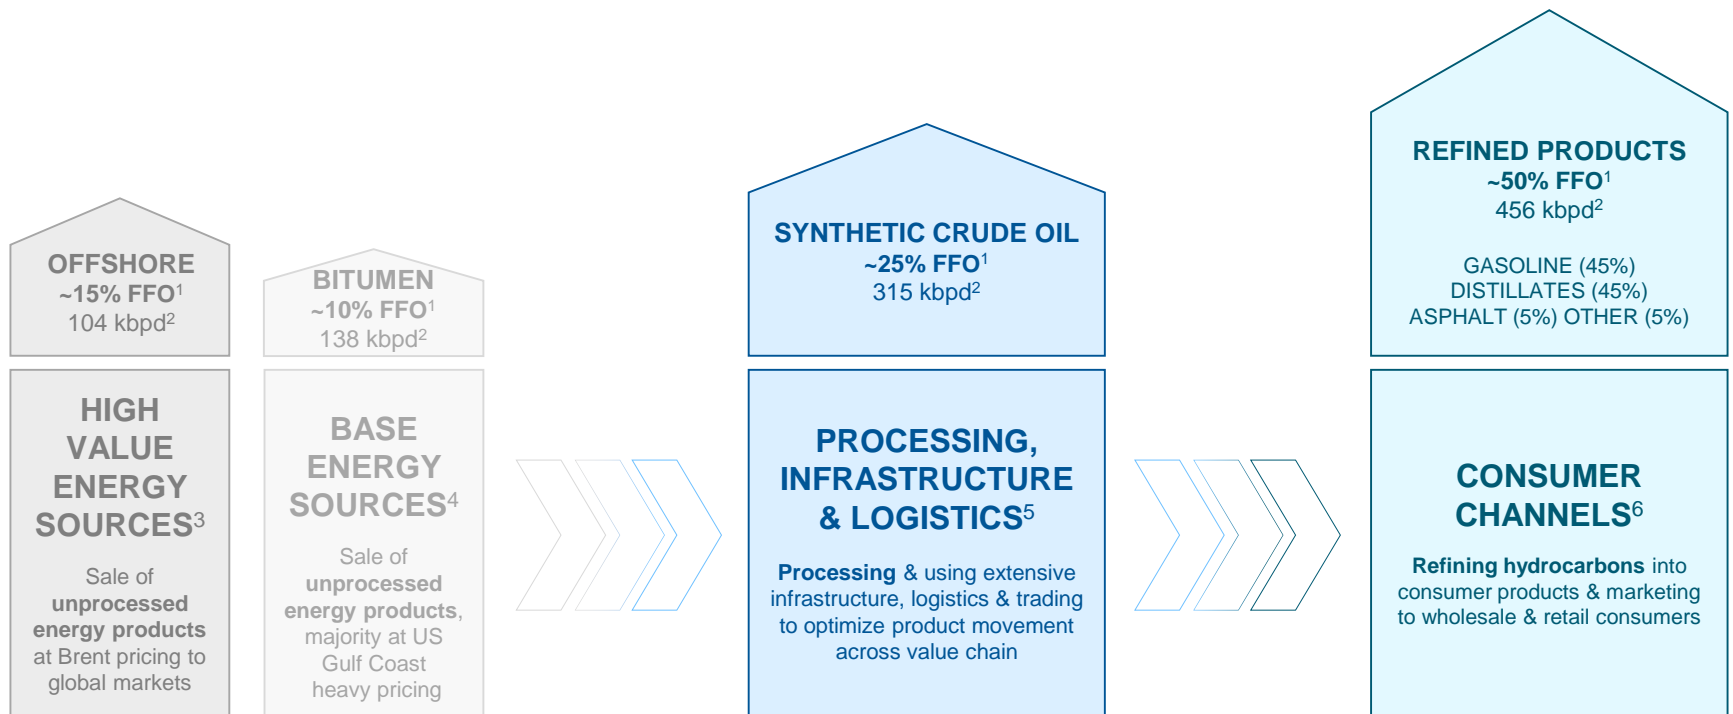 OFFSHORE
~15% FFO¹
104 kbpd²
HIGH
VALUE
ENERGY
SOURCES³
Sale of
unprocessed
energy products
at Brent pricing to
global markets
BITUMEN
~10% FFO¹
138 kbpd²
BASE
ENERGY
SOURCES⁴
Sale of
unprocessed
energy products,
majority at US
Gulf Coast
heavy pricing
SYNTHETIC CRUDE OIL
~25% FFO¹
315 kbpd²
PROCESSING,
INFRASTRUCTURE
& LOGISTICS⁵
Processing & using extensive
infrastructure, logistics & trading
to optimize product movement
across value chain
REFINED PRODUCTS
~50% FFO¹
456 kbpd²
GASOLINE (45%)
DISTILLATES (45%)
ASPHALT (5%) OTHER (5%)
CONSUMER
CHANNELS⁶
Refining hydrocarbons into
consumer products & marketing
to wholesale & retail consumers